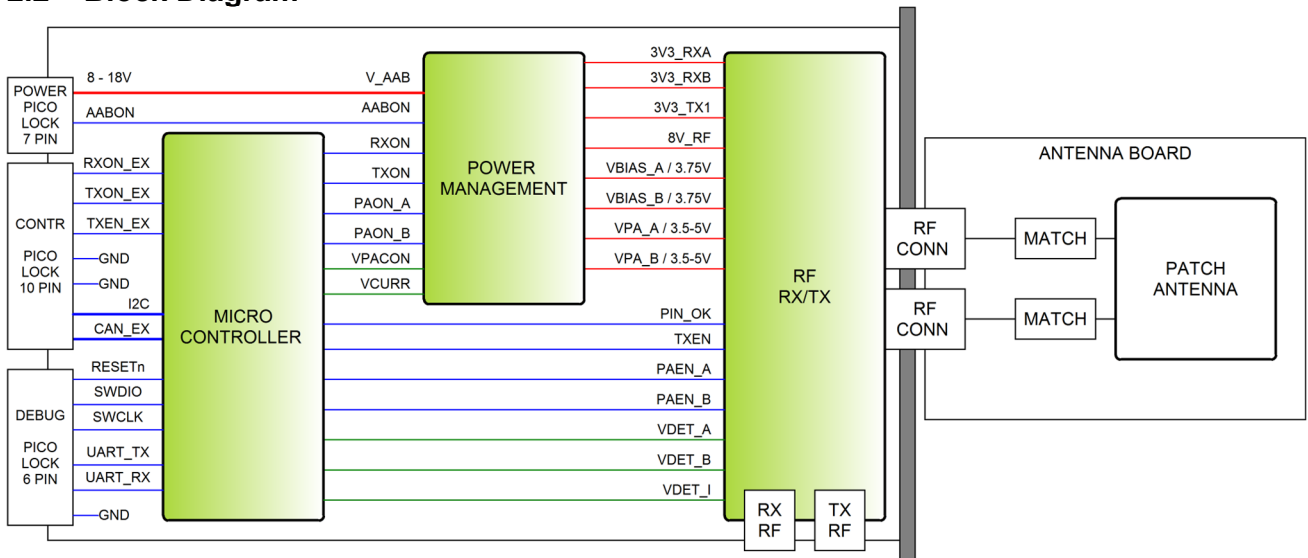 2.2 Block Diagram
POWER
PICO
LOCK
7 PIN
8 - 18V
V_AAB
AABON
AABON
CONTR
PICO
LOCK
10 PIN
RXON_EX
TXON_EX
TXEN_EX
GND
GND
I2C
CAN_EX
DEBUG
PICO
LOCK
6 PIN
RESETn
SWDIO
SWCLK
UART_TX
UART_RX
GND
MICRO
CONTROLLER
RXON
TXON
PAON_A
PAON_B
VPACON
VCURR
POWER
MANAGEMENT
3V3_RXA
3V3_RXB
3V3_TX1
8V_RF
VBIAS_A / 3.75V
VBIAS_B / 3.75V
VPA_A / 3.5-5V
VPA_B / 3.5-5V
PIN_OK
TXEN
PAEN_A
PAEN_B
VDET_A
VDET_B
VDET_I
RF
RX/TX
RX
RF
TX
RF
RF
CONN
RF
CONN
ANTENNA BOARD
MATCH
MATCH
PATCH
ANTENNA